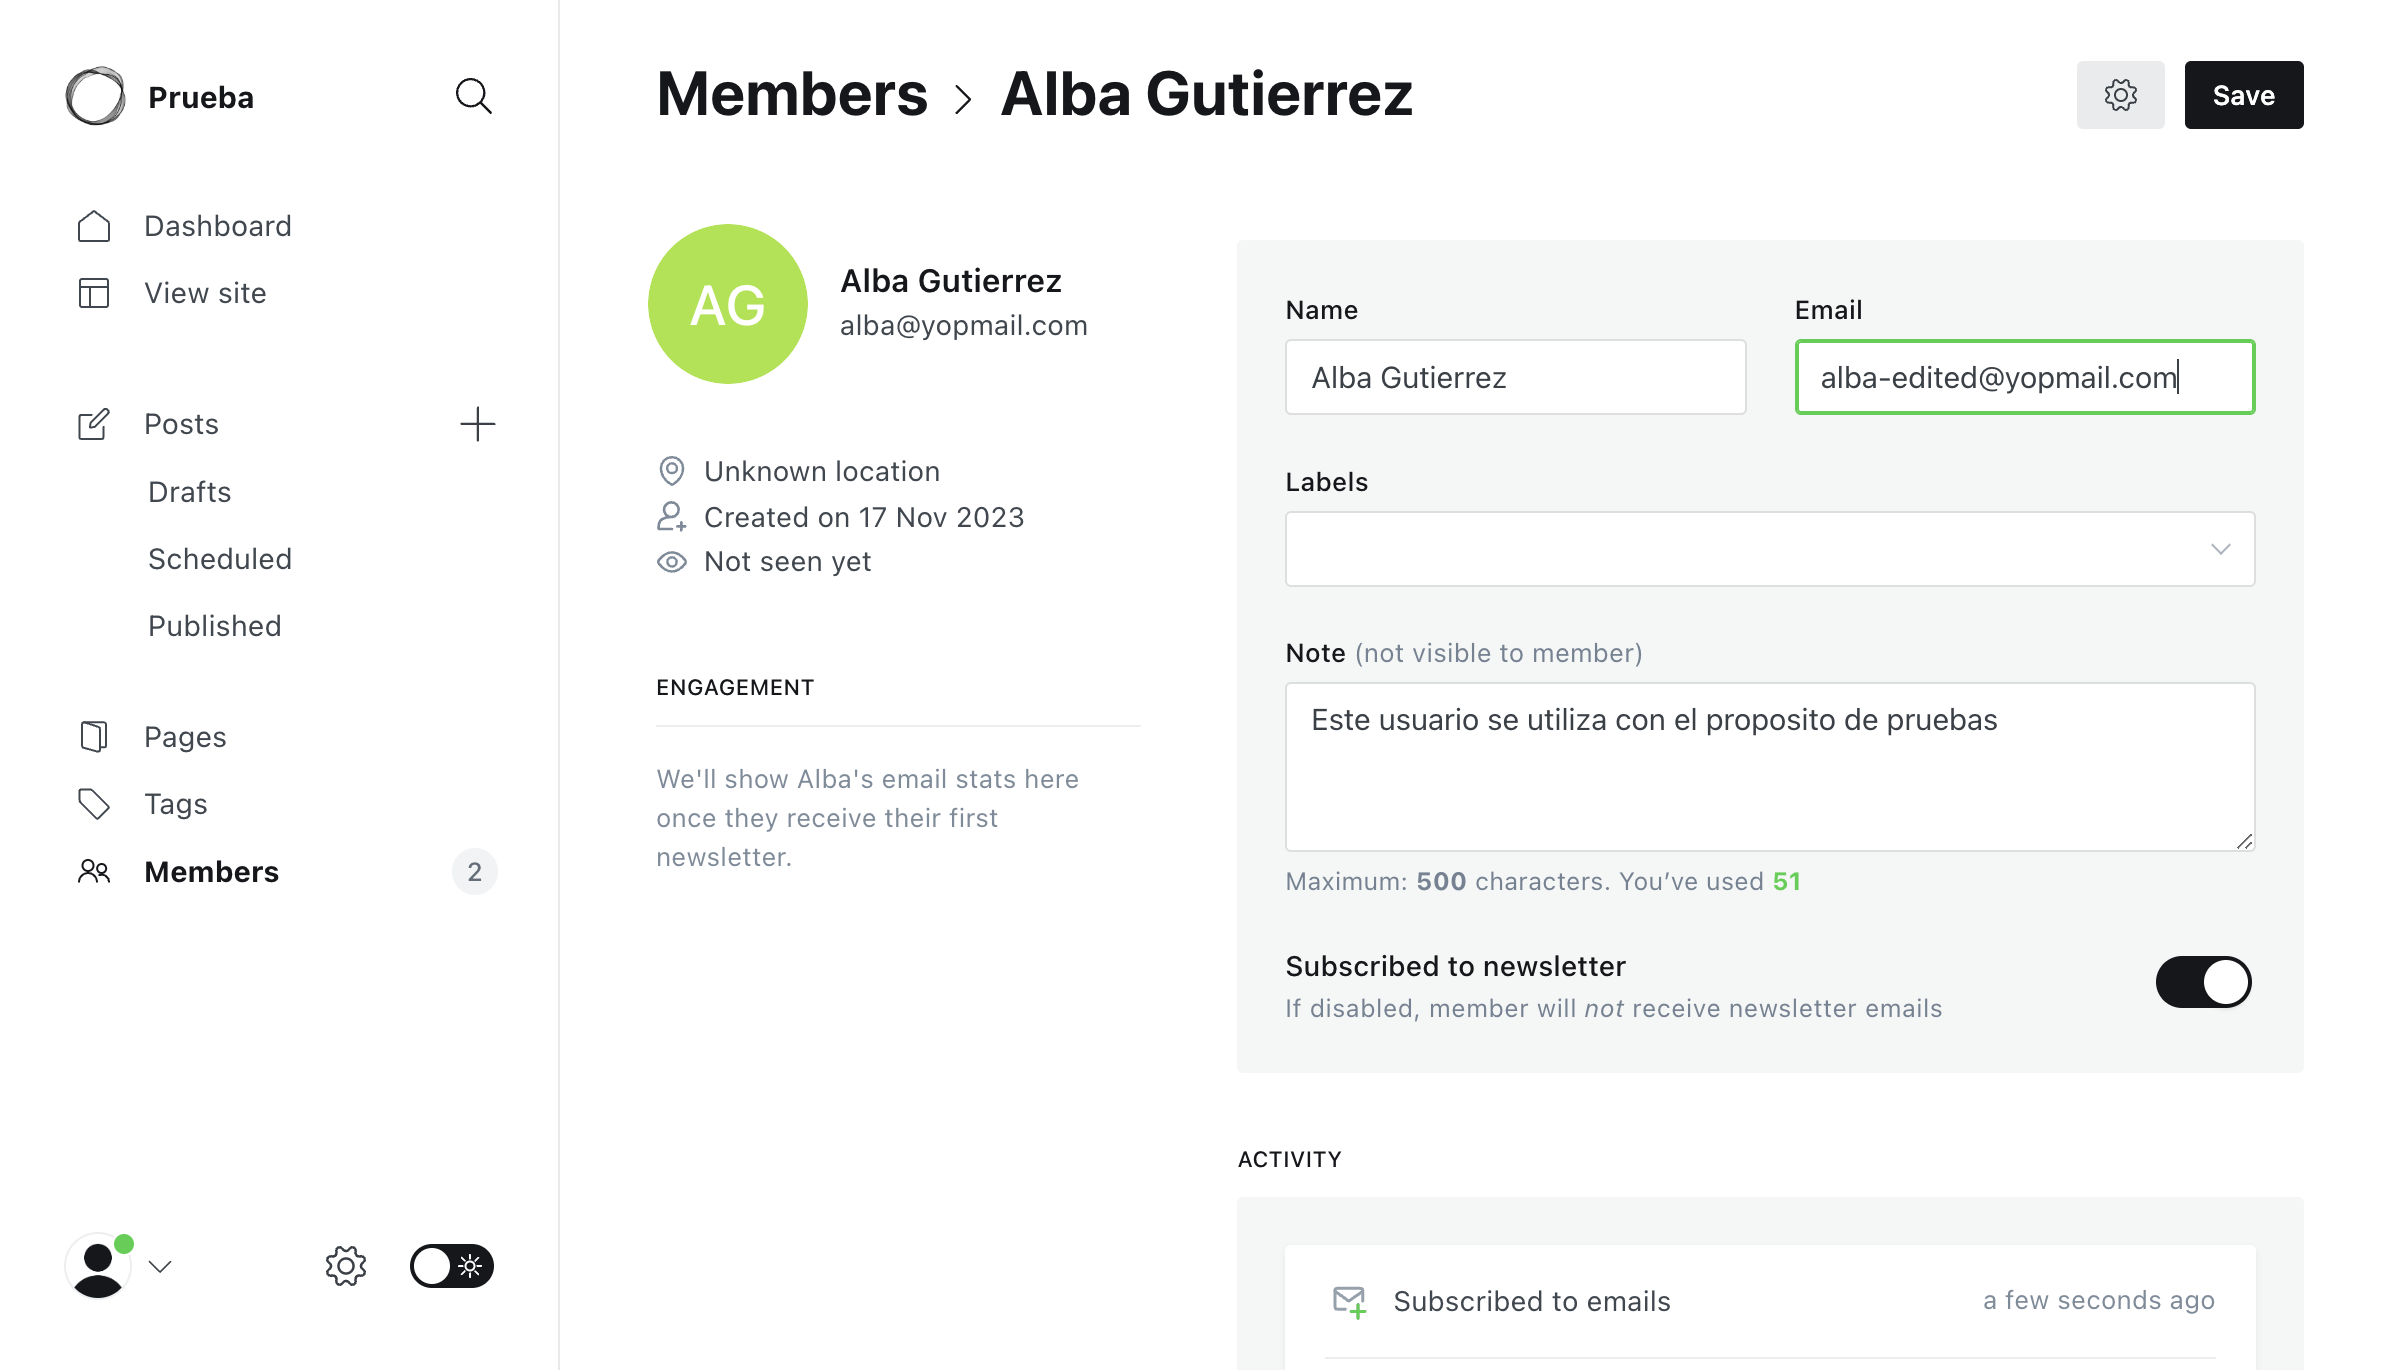 Prueba
Dashboard
View site
Posts
Drafts
Scheduled
Published
Pages
Tags
Members 2
Members > Alba Gutierrez
Save
AG
Alba Gutierrez
alba@yopmail.com
Unknown location
Created on 17 Nov 2023
Not seen yet
ENGAGEMENT
We'll show Alba's email stats here
once they receive their first
newsletter.
Name
Alba Gutierrez
Email
alba-edited@yopmail.com
Labels
Note (not visible to member)
Este usuario se utiliza con el proposito de pruebas
Maximum: 500 characters. You’ve used 51
Subscribed to newsletter
If disabled, member will not receive newsletter emails
ACTIVITY
Subscribed to emails a few seconds ago